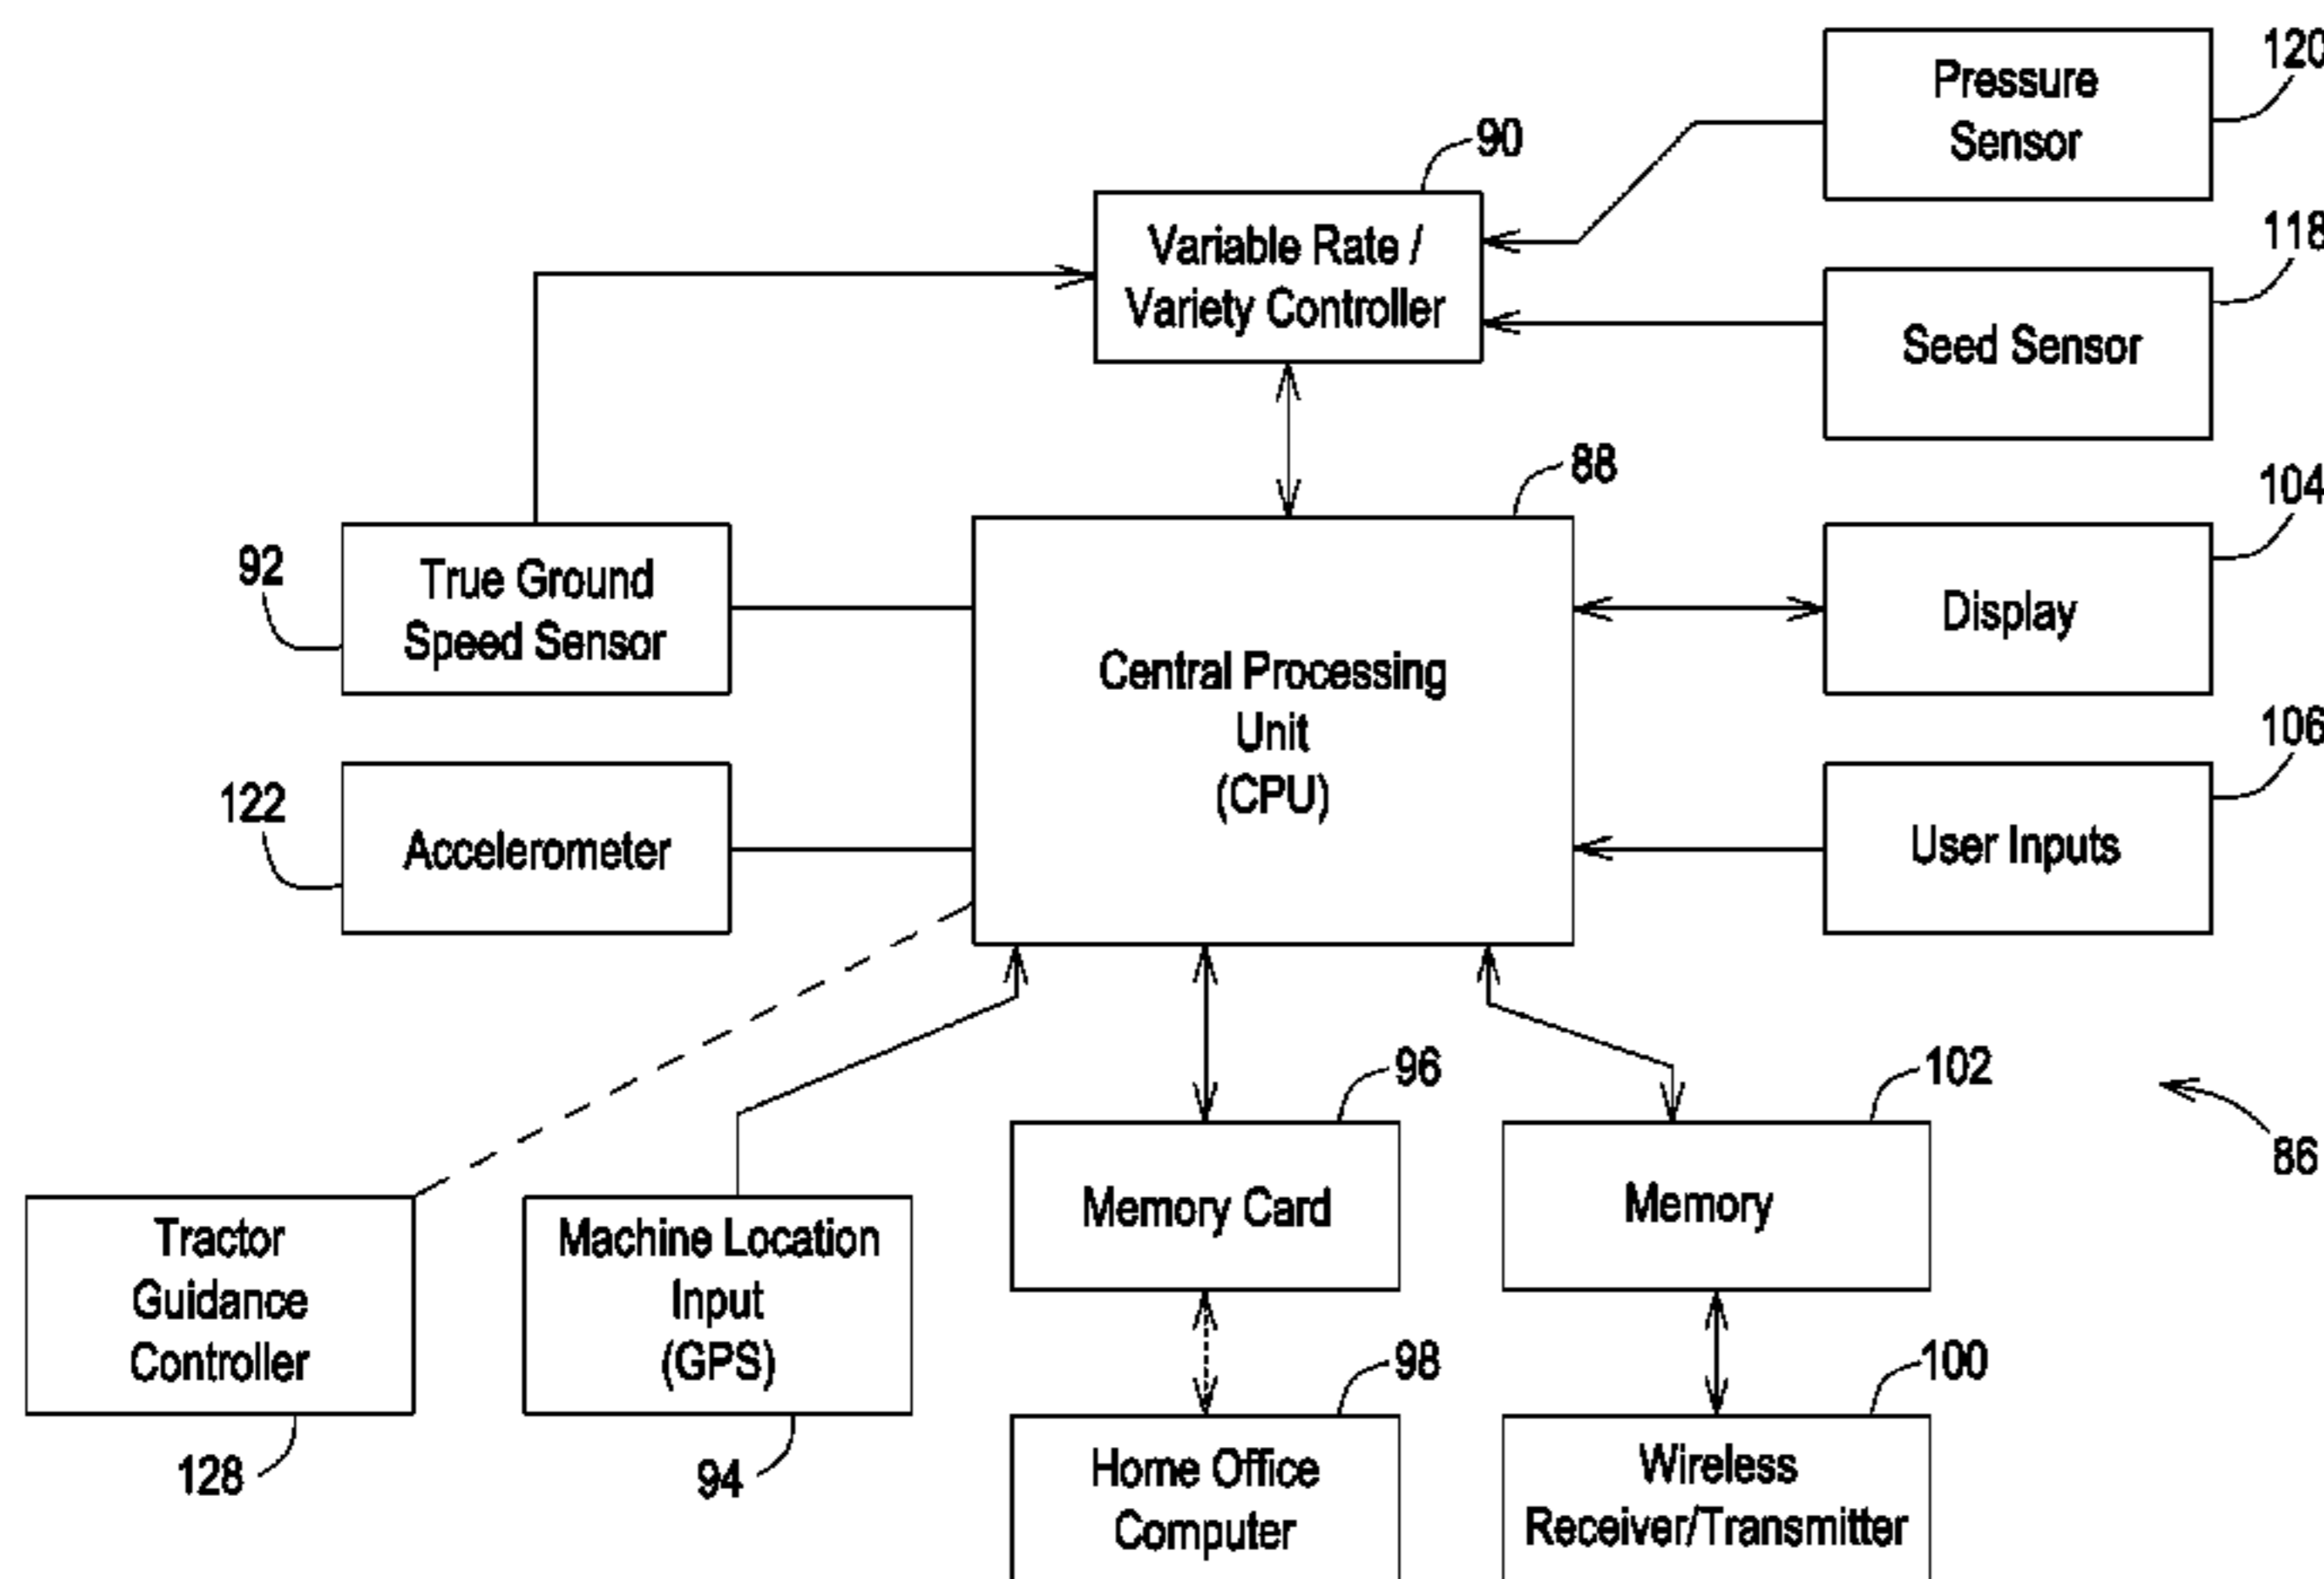 120
Pressure
Sensor
90
Variable Rate /
Variety Controller
118
Seed Sensor
88
104
92
True Ground
Speed Sensor
Display
Central Processing
Unit
(CPU)
106
122
Accelerometer
User Inputs
96
102
86
Tractor
Guidance
Controller
Machine Location
Input
(GPS)
Memory Card
Memory
98
100
128
94
Home Office
Computer
Wireless
Receiver/Transmitter